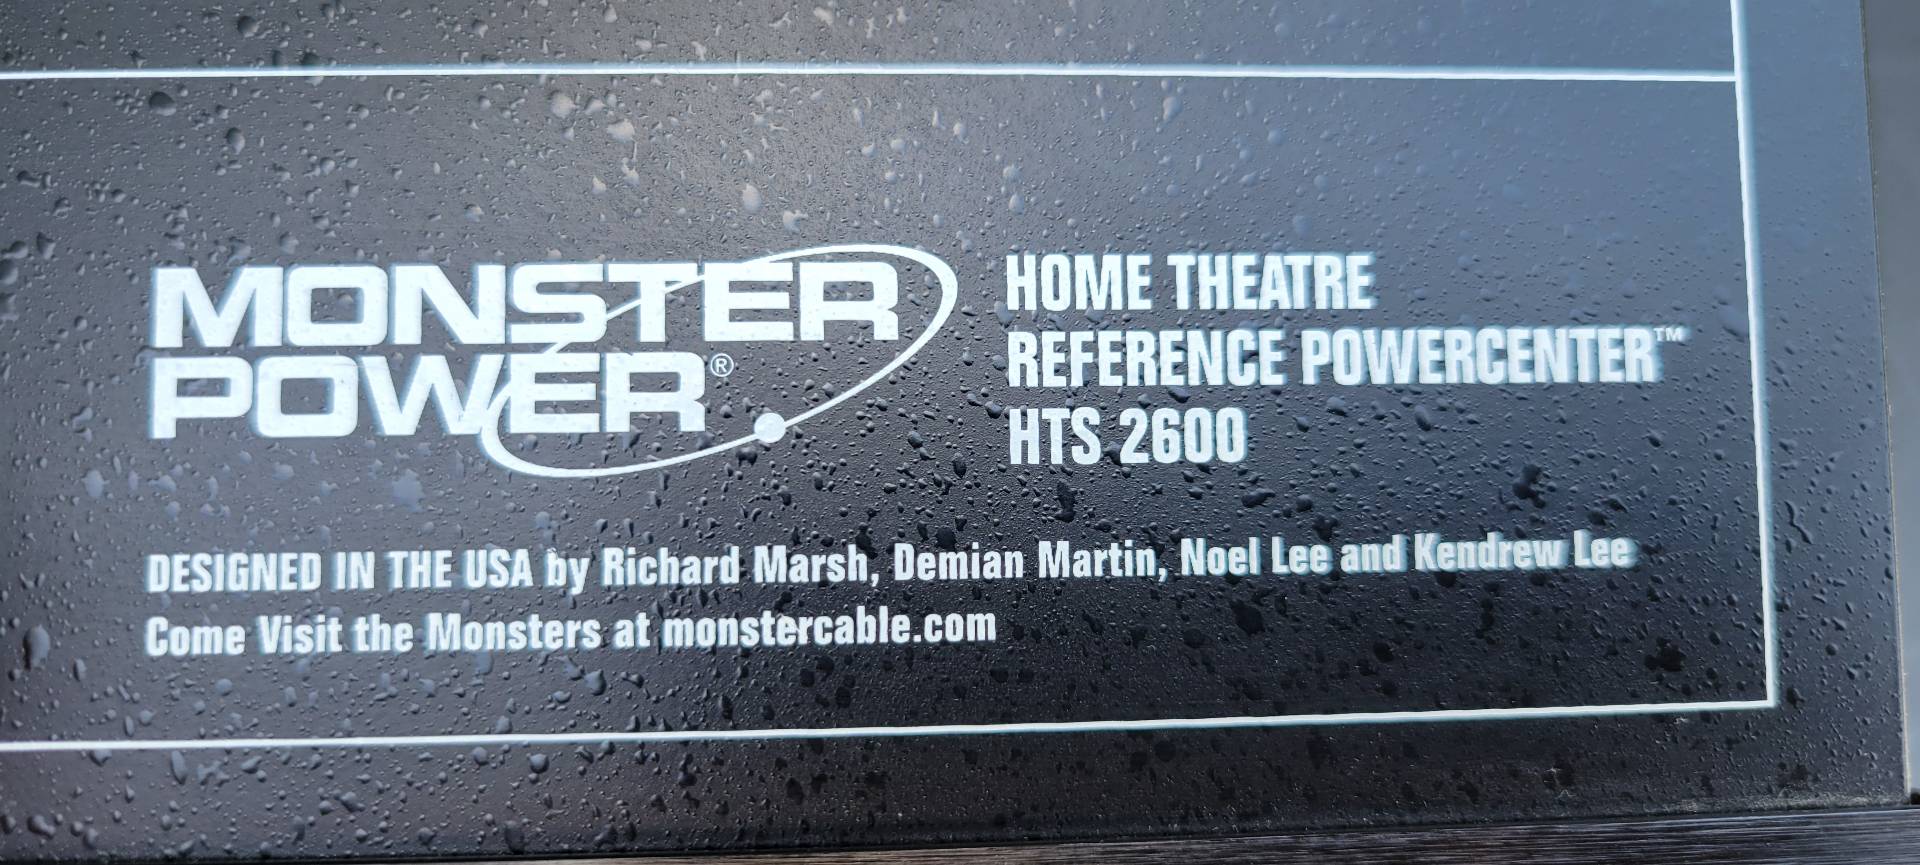 MONSTER
POWER®
HOME THEATRE
REFERENCE POWERCENTER™
HTS 2600
DESIGNED IN THE USA by Richard Marsh, Demian Martin, Noel Lee and Kendrew Lee
Come Visit the Monsters at monstercable.com